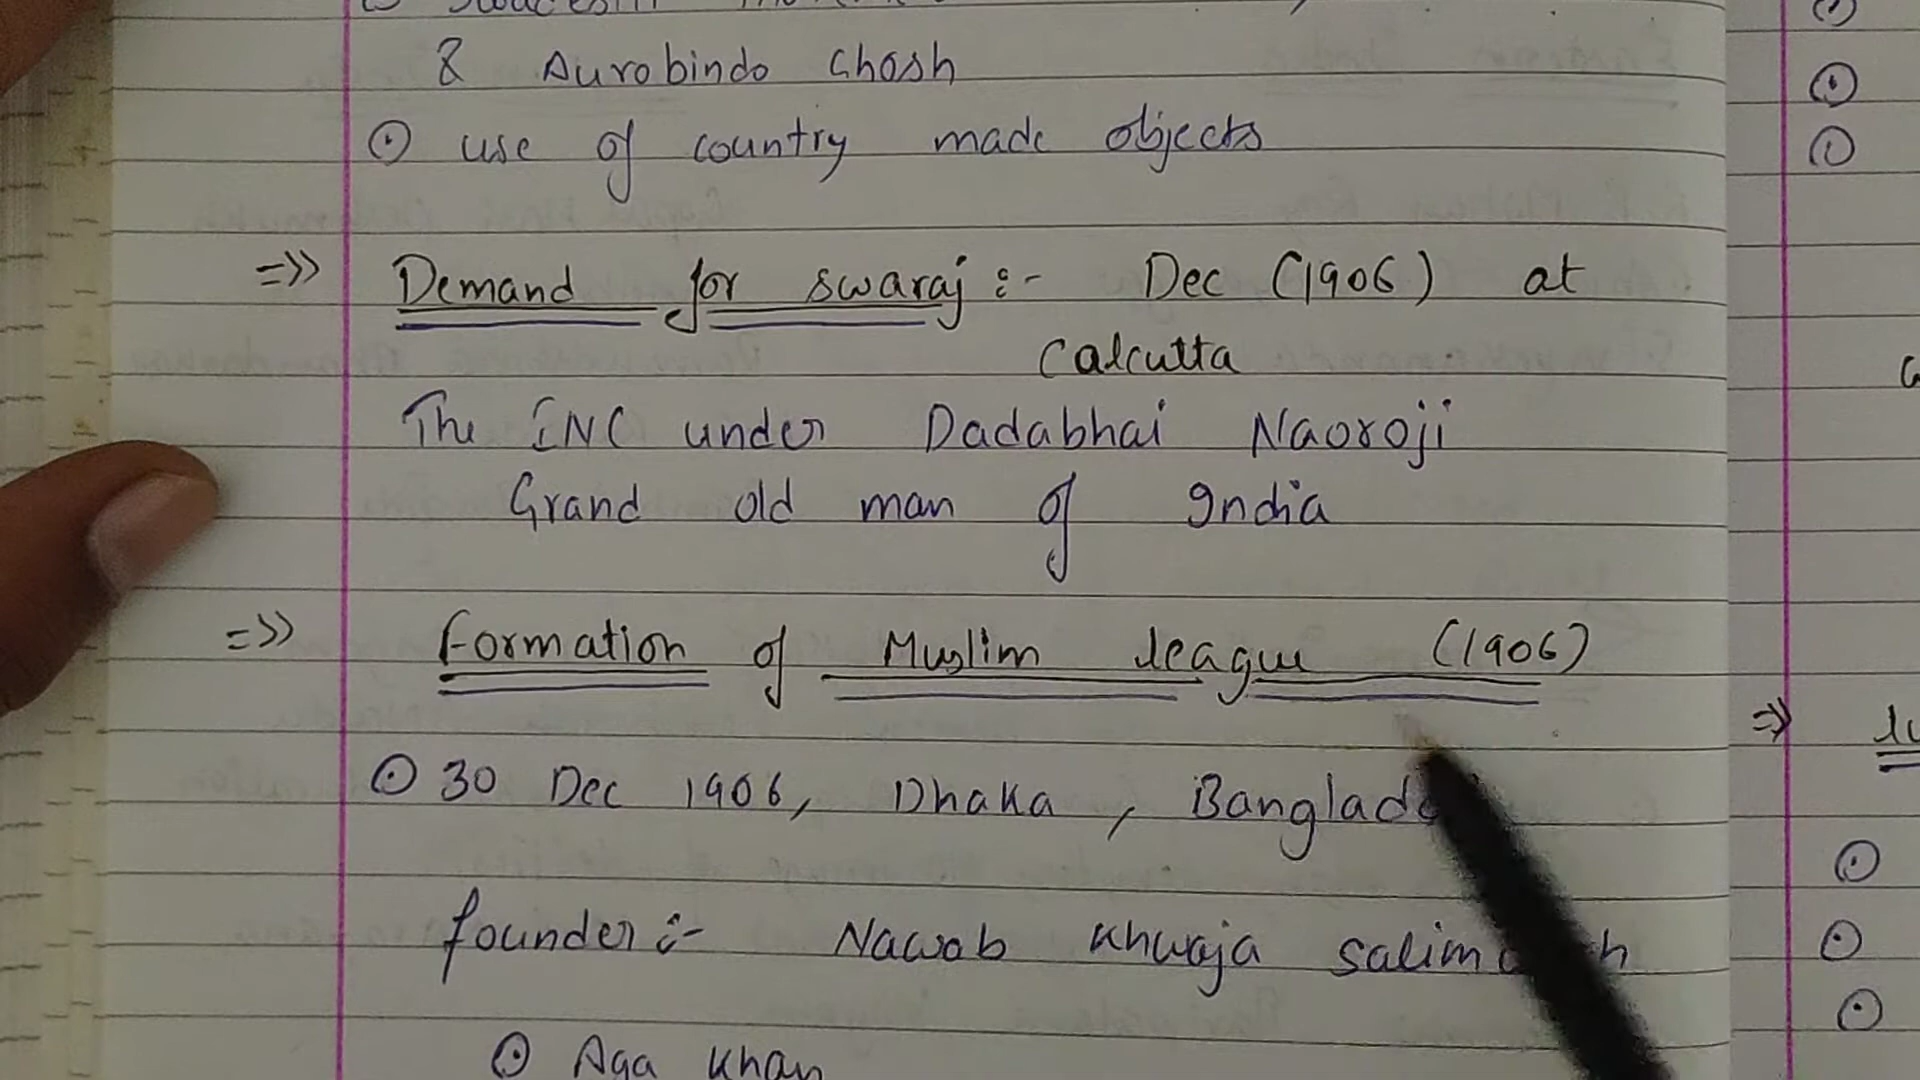 & Aurobindo Ghosh
use of country made objects
=>> Demand for swaraj :- Dec (1906) at
Calcutta
The INC under Dadabhai Naoroji
Grand old man of India
=>> Formation of Muslim league (1906)
30 Dec 1906, Dhaka,
founder :- Nawab Khwaja
Aga Khan